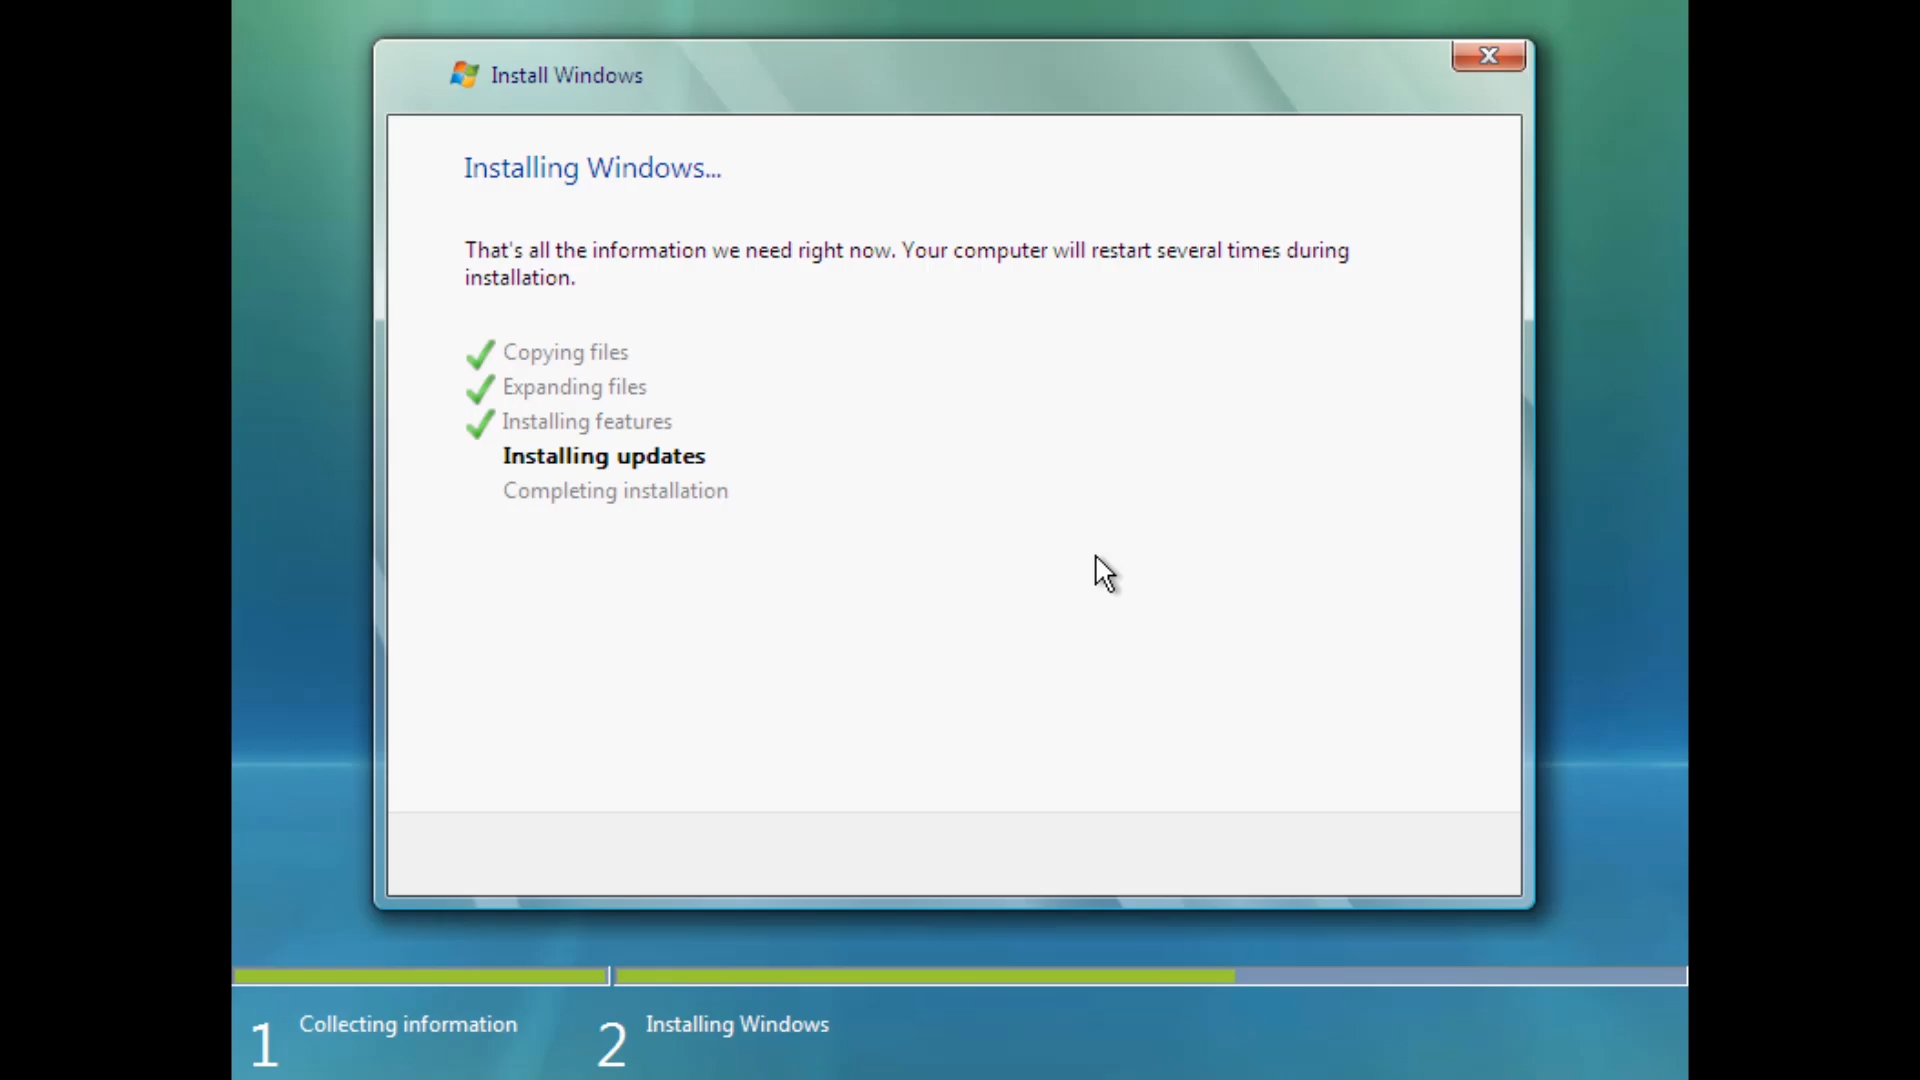 Install Windows
Installing Windows...
That's all the information we need right now. Your computer will restart several times during
installation.
Copying files
Expanding files
Installing features
Installing updates
Completing installation
1 Collecting information 2 Installing Windows